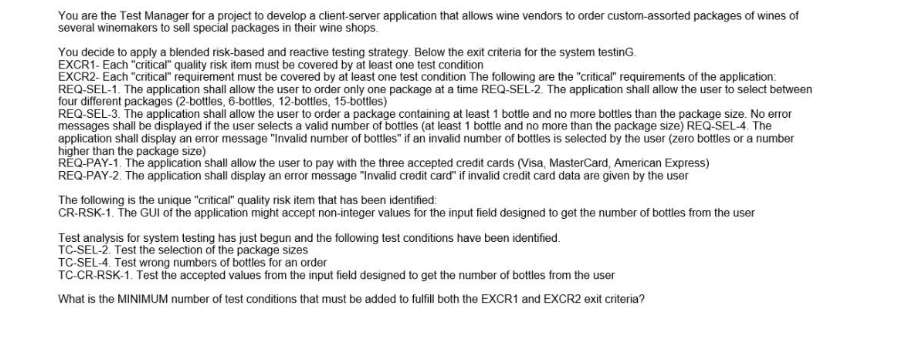 You are the Test Manager for a project to develop a client-server application that allows wine vendors to order custom-assorted packages of wines of
several winemakers to sell special packages in their wine shops.
You decide to apply a blended risk-based and reactive testing strategy. Below the exit criteria for the system testinG.
EXCR1- Each "critical" quality risk item must be covered by at least one test condition
EXCR2- Each "critical" requirement must be covered by at least one test condition The following are the "critical" requirements of the application:
REQ-SEL-1. The application shall allow the user to order only one package at a time REQ-SEL-2. The application shall allow the user to select between
four different packages (2-bottles, 6-bottles, 12-bottles, 15-bottles)
REQ-SEL-3. The application shall allow the user to order a package containing at least 1 bottle and no more bottles than the package size. No error
messages shall be displayed if the user selects a valid number of bottles (at least 1 bottle and no more than the package size) REQ-SEL-4. The
application shall display an error message "Invalid number of bottles" if an invalid number of bottles is selected by the user (zero bottles or a number
higher than the package size)
REQ-PAY-1. The application shall allow the user to pay with the three accepted credit cards (Visa, MasterCard, American Express)
REQ-PAY-2. The application shall display an error message "Invalid credit card" if invalid credit card data are given by the user
The following is the unique "critical" quality risk item that has been identified:
CR-RSK-1. The GUI of the application might accept non-integer values for the input field designed to get the number of bottles from the user
Test analysis for system testing has just begun and the following test conditions have been identified.
TC-SEL-2. Test the selection of the package sizes
TC-SEL-4. Test wrong numbers of bottles for an order
TC-CR-RSK-1. Test the accepted values from the input field designed to get the number of bottles from the user
What is the MINIMUM number of test conditions that must be added to fulfill both the EXCR1 and EXCR2 exit criteria?